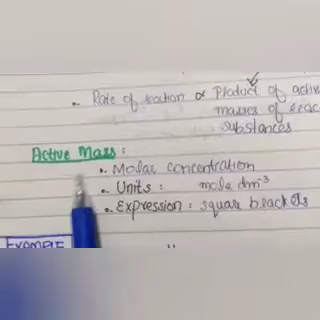 • Rate of reaction ∝ Product of active
masses of reac
substances
Active Mass :
• Molar concentration
• Units : mole dm⁻³
• Expression : square brackets
EXAMPLE